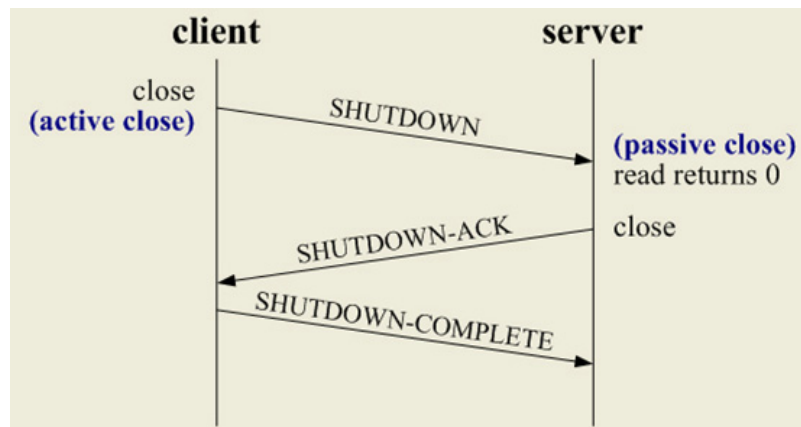 client
server
close
(active close)
SHUTDOWN
(passive close)
read returns 0
close
SHUTDOWN-ACK
SHUTDOWN-COMPLETE